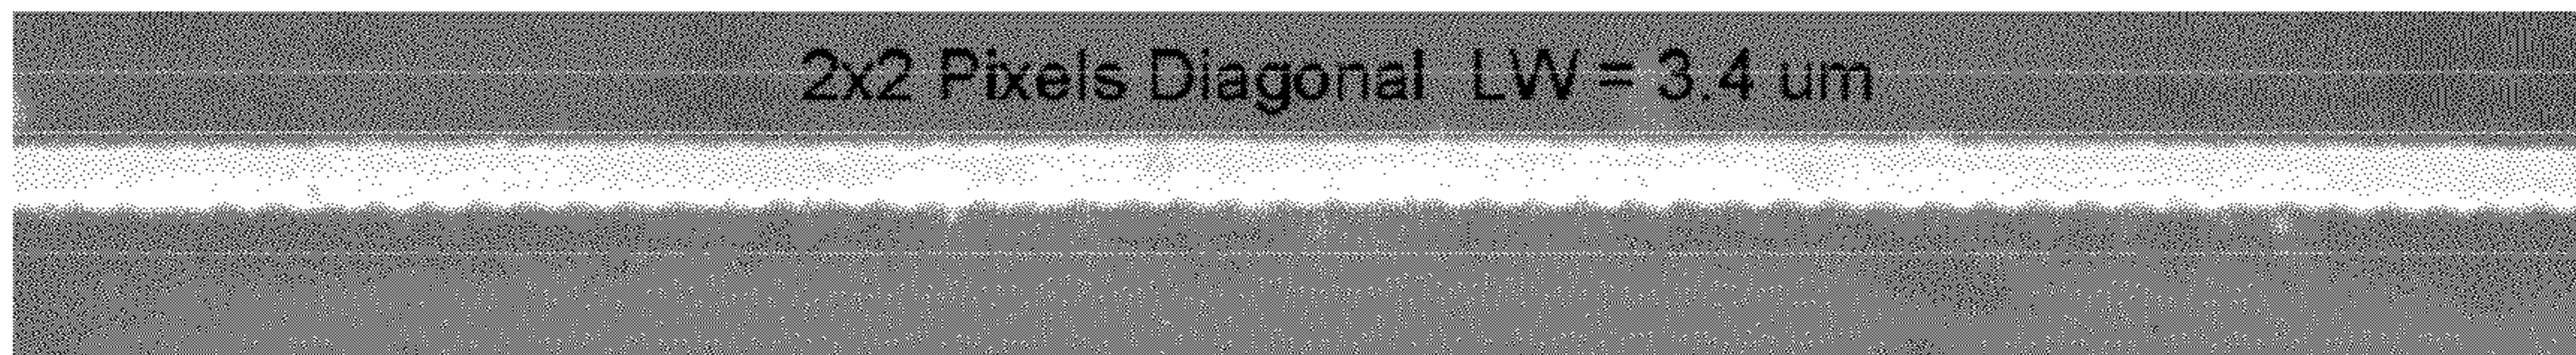 2x2 Pixels Diagonal LW = 3.4 um